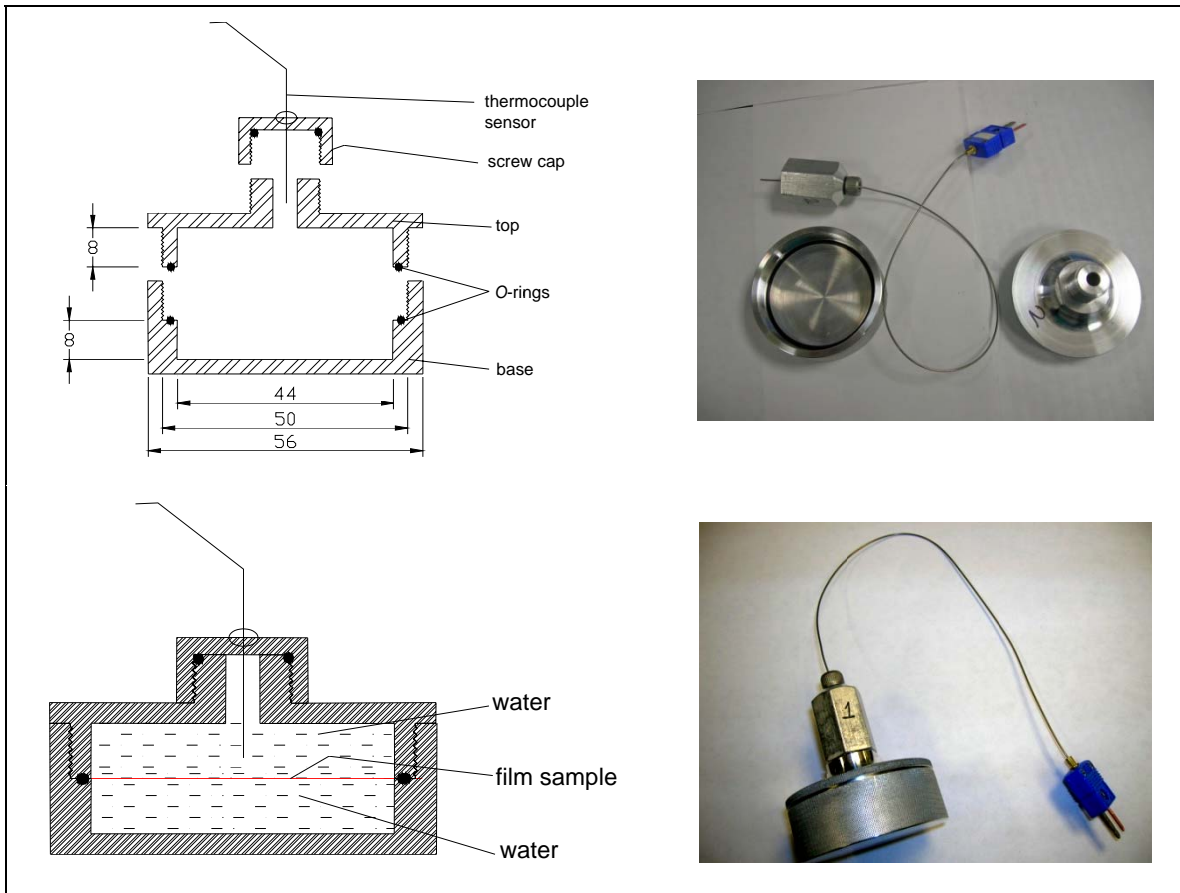 thermocouple
sensor
screw cap
top
8
O-rings
8
base
44
50
56
water
film sample
water
1